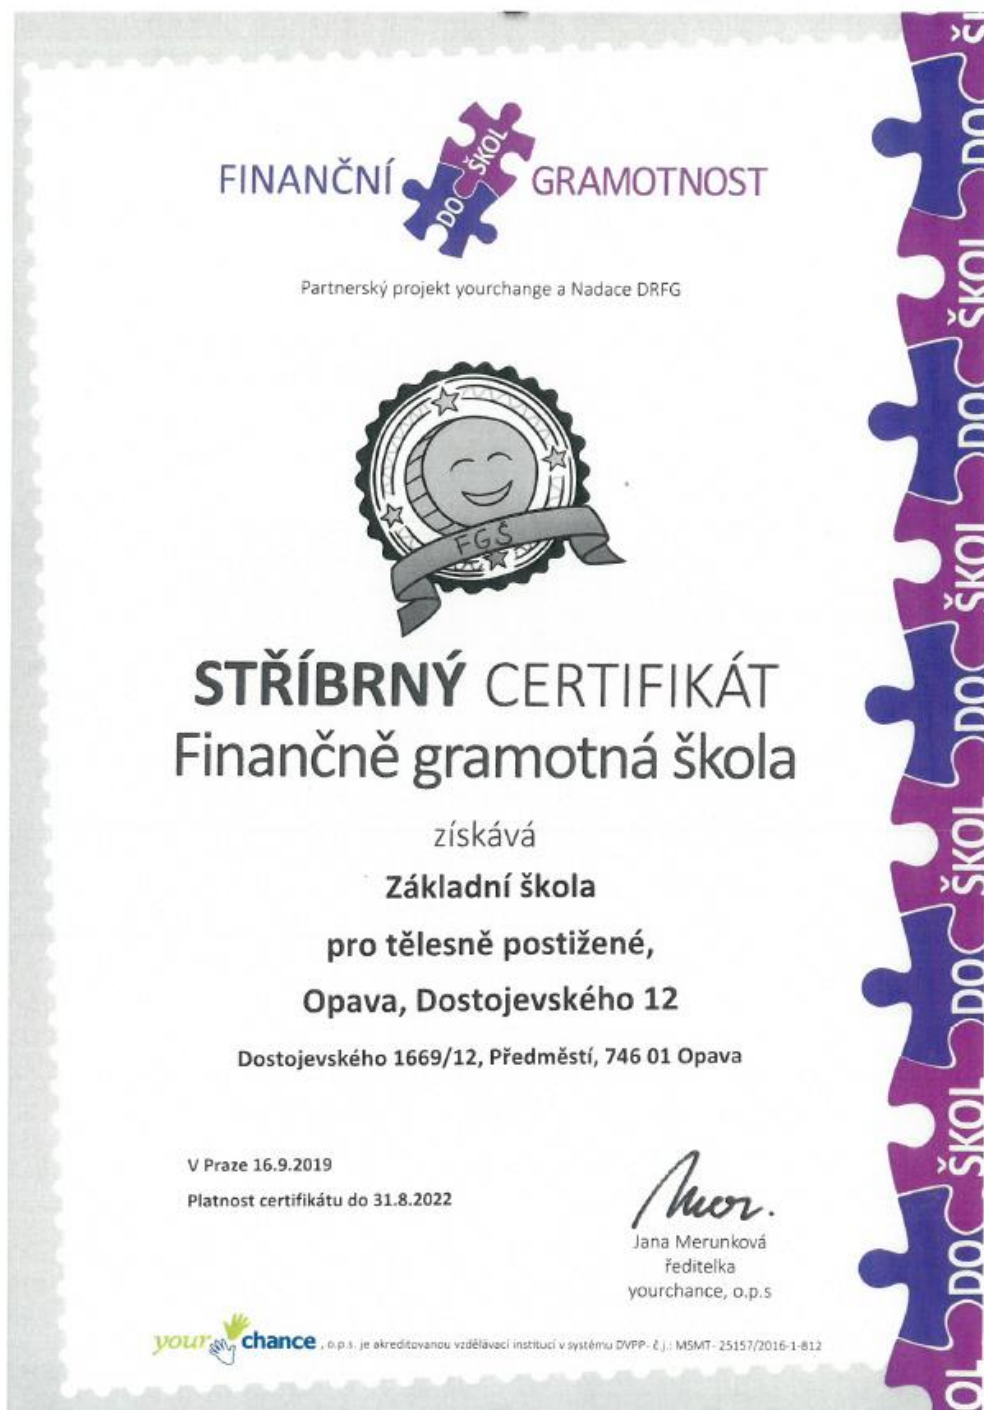 FINANČNÍ DO ŠKOL GRAMOTNOST
Partnerský projekt yourchange a Nadace DRFG
FGŠ
STŘÍBRNÝ CERTIFIKÁT
Finančně gramotná škola
získává
Základní škola
pro tělesně postižené,
Opava, Dostojevského 12
Dostojevského 1669/12, Předměstí, 746 01 Opava
V Praze 16.9.2019
Platnost certifikátu do 31.8.2022
Jana Merunková
ředitelka
yourchance, o.p.s
your chance , o.p.s. je akreditovanou vzdělávací institucí v systému DVPP- č.j.: MSMT- 25157/2016-1-812
DO ŠKOL DO ŠKOL DO ŠKOL DO ŠKOL DO ŠKOL